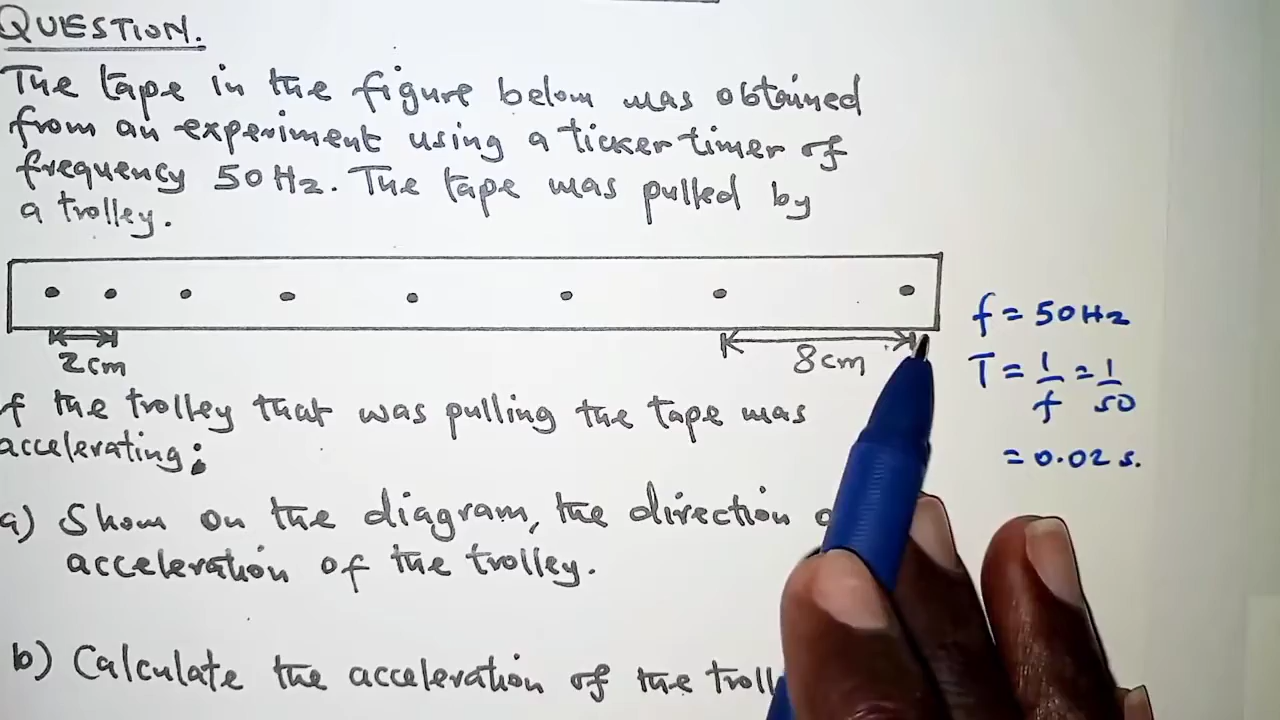 QUESTION.
The tape in the figure below was obtained
from an experiment using a ticker timer of
frequency 50Hz. The tape was pulled by
a trolley.
2cm
8cm
f = 50Hz
T = 1/f = 1/50
= 0.02 s.
If the trolley that was pulling the tape was
accelerating;
a) Show on the diagram, the direction
acceleration of the trolley.
b) Calculate the acceleration of the